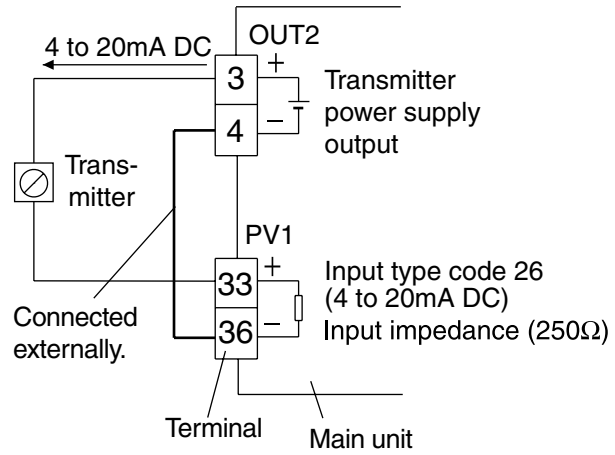 4 to 20mA DC
OUT2
+
3
Transmitter
power supply
output
−
4
Trans-
mitter
PV1
+
33
Input type code 26
(4 to 20mA DC)
Input impedance (250Ω)
−
36
Connected
externally.
Terminal
Main unit